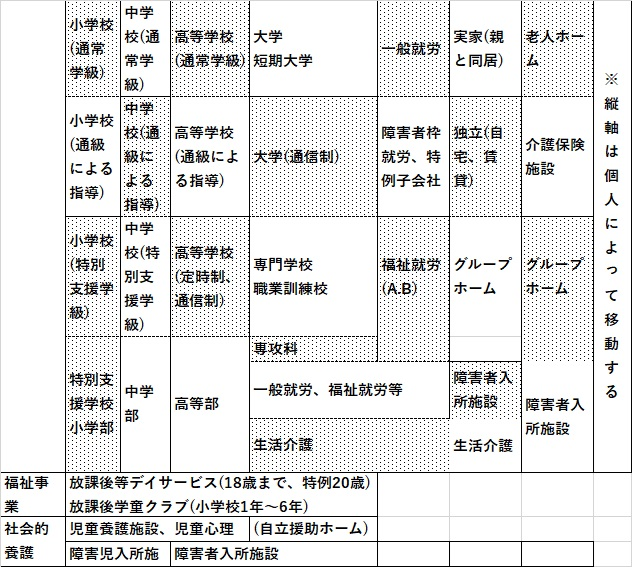 小学校
(通常
学級)
中学
校(通
常学
級)
高等学校
(通常学級)
大学
短期大学
一般就労
実家(親
と同居)
老人ホー
ム
小学校
(通級
による
指導)
中学
校(通
級に
よる
指導)
高等学校
(通級によ
る指導)
大学(通信制)
障害者枠
就労、特
例子会社
独立(自
宅、賃
貸)
介護保険
施設
小学校
(特別
支援学
級)
中学
校(特
別支
援学
級)
高等学校
(定時制、
通信制)
専門学校
職業訓練校
福祉就労
(A.B)
グループ
ホーム
グループ
ホーム
専攻科
特別支
援学校
小学部
中学
部
高等部
一般就労、福祉就労等
障害者入
所施設
障害者入
所施設
生活介護
生活介護
※縦軸は個人によって移動する
福祉事
業
放課後等デイサービス(18歳まで、特例20歳)
放課後学童クラブ(小学校1年～6年)
社会的
養護
児童養護施設、児童心理
(自立援助ホーム)
障害児入所施
障害者入所施設